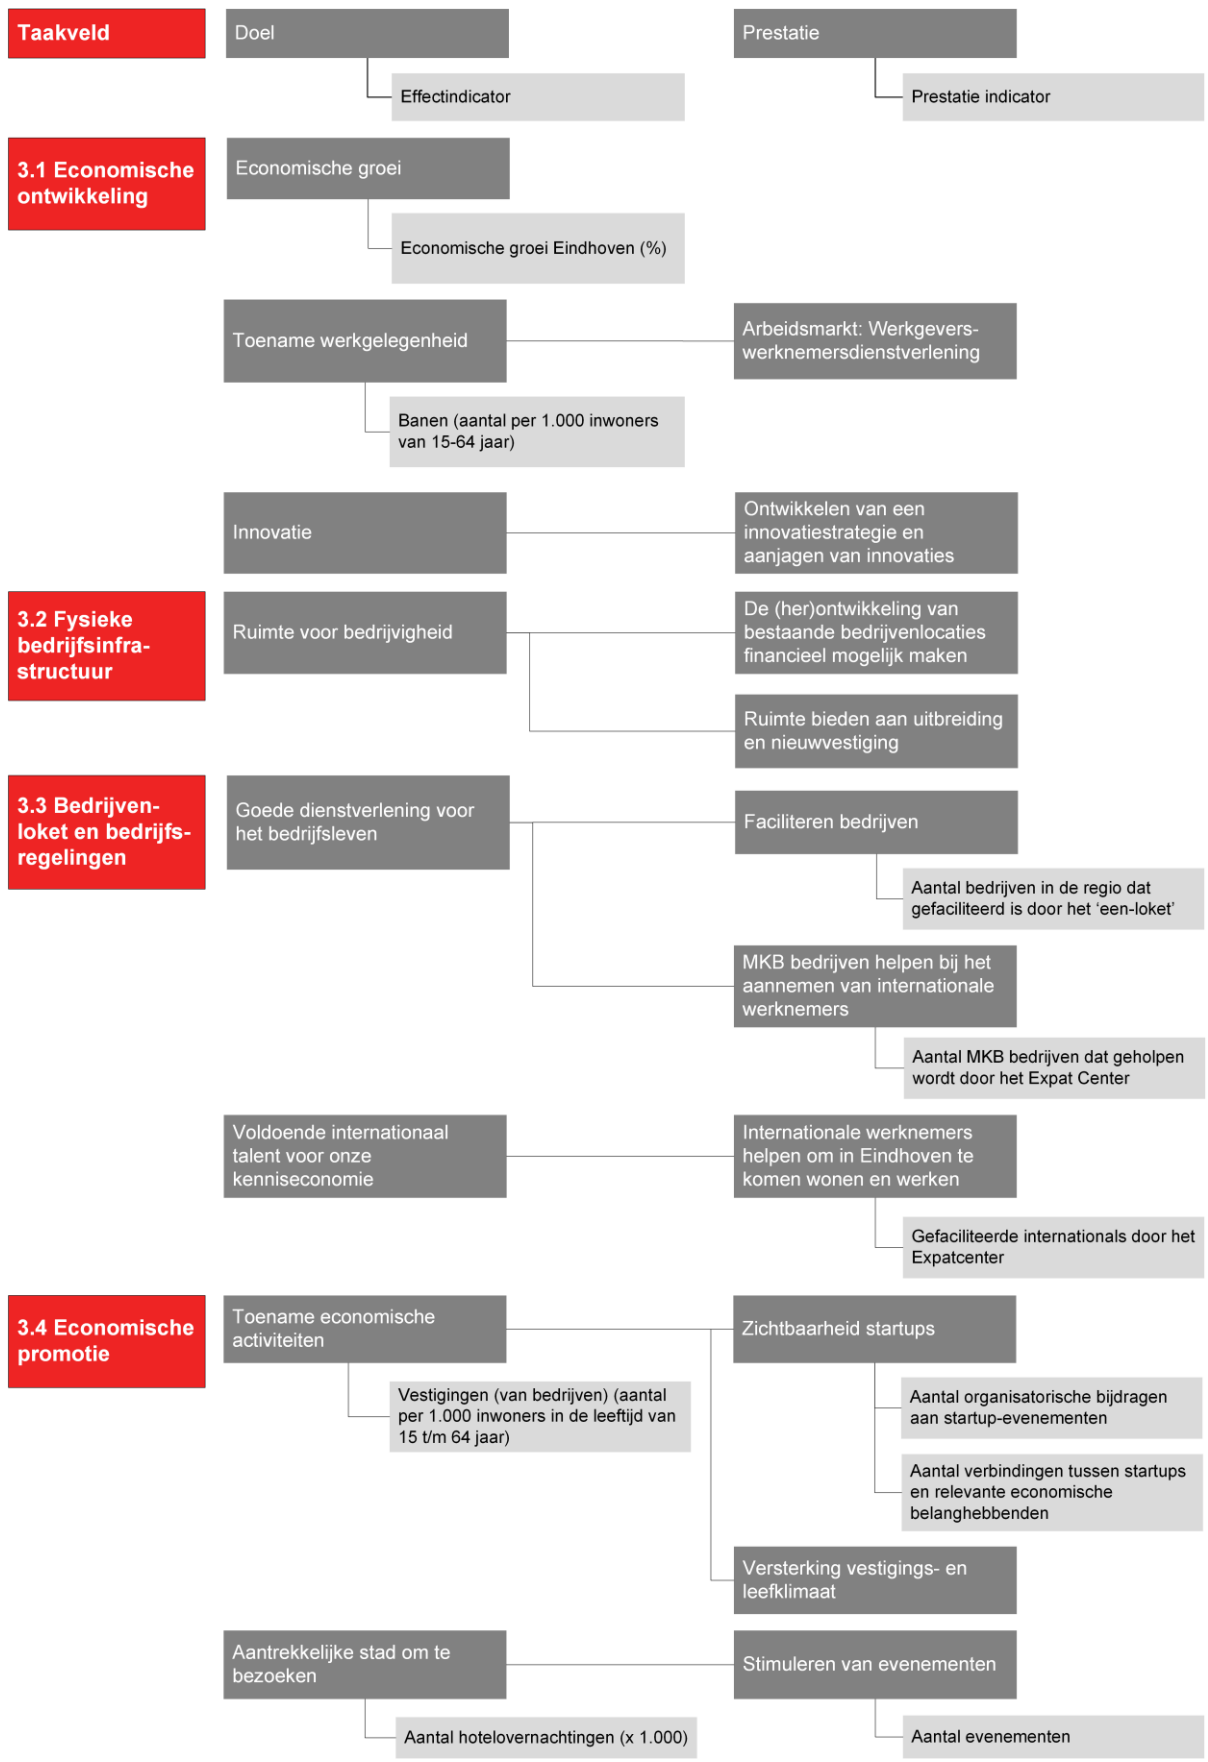 Taakveld
Doel
Prestatie
Effectindicator
Prestatie indicator
3.1 Economische
ontwikkeling
Economische groei
Economische groei Eindhoven (%)
Toename werkgelegenheid
Arbeidsmarkt: Werkgevers-
werknemersdienstverlening
Banen (aantal per 1.000 inwoners
van 15-64 jaar)
Innovatie
Ontwikkelen van een
innovatiestrategie en
aanjagen van innovaties
3.2 Fysieke
bedrijfsinfra-
structuur
Ruimte voor bedrijvigheid
De (her)ontwikkeling van
bestaande bedrijvenlocaties
financieel mogelijk maken
Ruimte bieden aan uitbreiding
en nieuwvestiging
3.3 Bedrijven-
loket en bedrijfs-
regelingen
Goede dienstverlening voor
het bedrijfsleven
Faciliteren bedrijven
Aantal bedrijven in de regio dat
gefaciliteerd is door het ‘een-loket’
MKB bedrijven helpen bij het
aannemen van internationale
werknemers
Aantal MKB bedrijven dat geholpen
wordt door het Expat Center
Voldoende internationaal
talent voor onze
kenniseconomie
Internationale werknemers
helpen om in Eindhoven te
komen wonen en werken
Gefaciliteerde internationals door het
Expatcenter
3.4 Economische
promotie
Toename economische
activiteiten
Zichtbaarheid startups
Vestigingen (van bedrijven) (aantal
per 1.000 inwoners in de leeftijd van
15 t/m 64 jaar)
Aantal organisatorische bijdragen
aan startup-evenementen
Aantal verbindingen tussen startups
en relevante economische
belanghebbenden
Versterking vestigings- en
leefklimaat
Aantrekkelijke stad om te
bezoeken
Stimuleren van evenementen
Aantal hotelovernachtingen (x 1.000)
Aantal evenementen